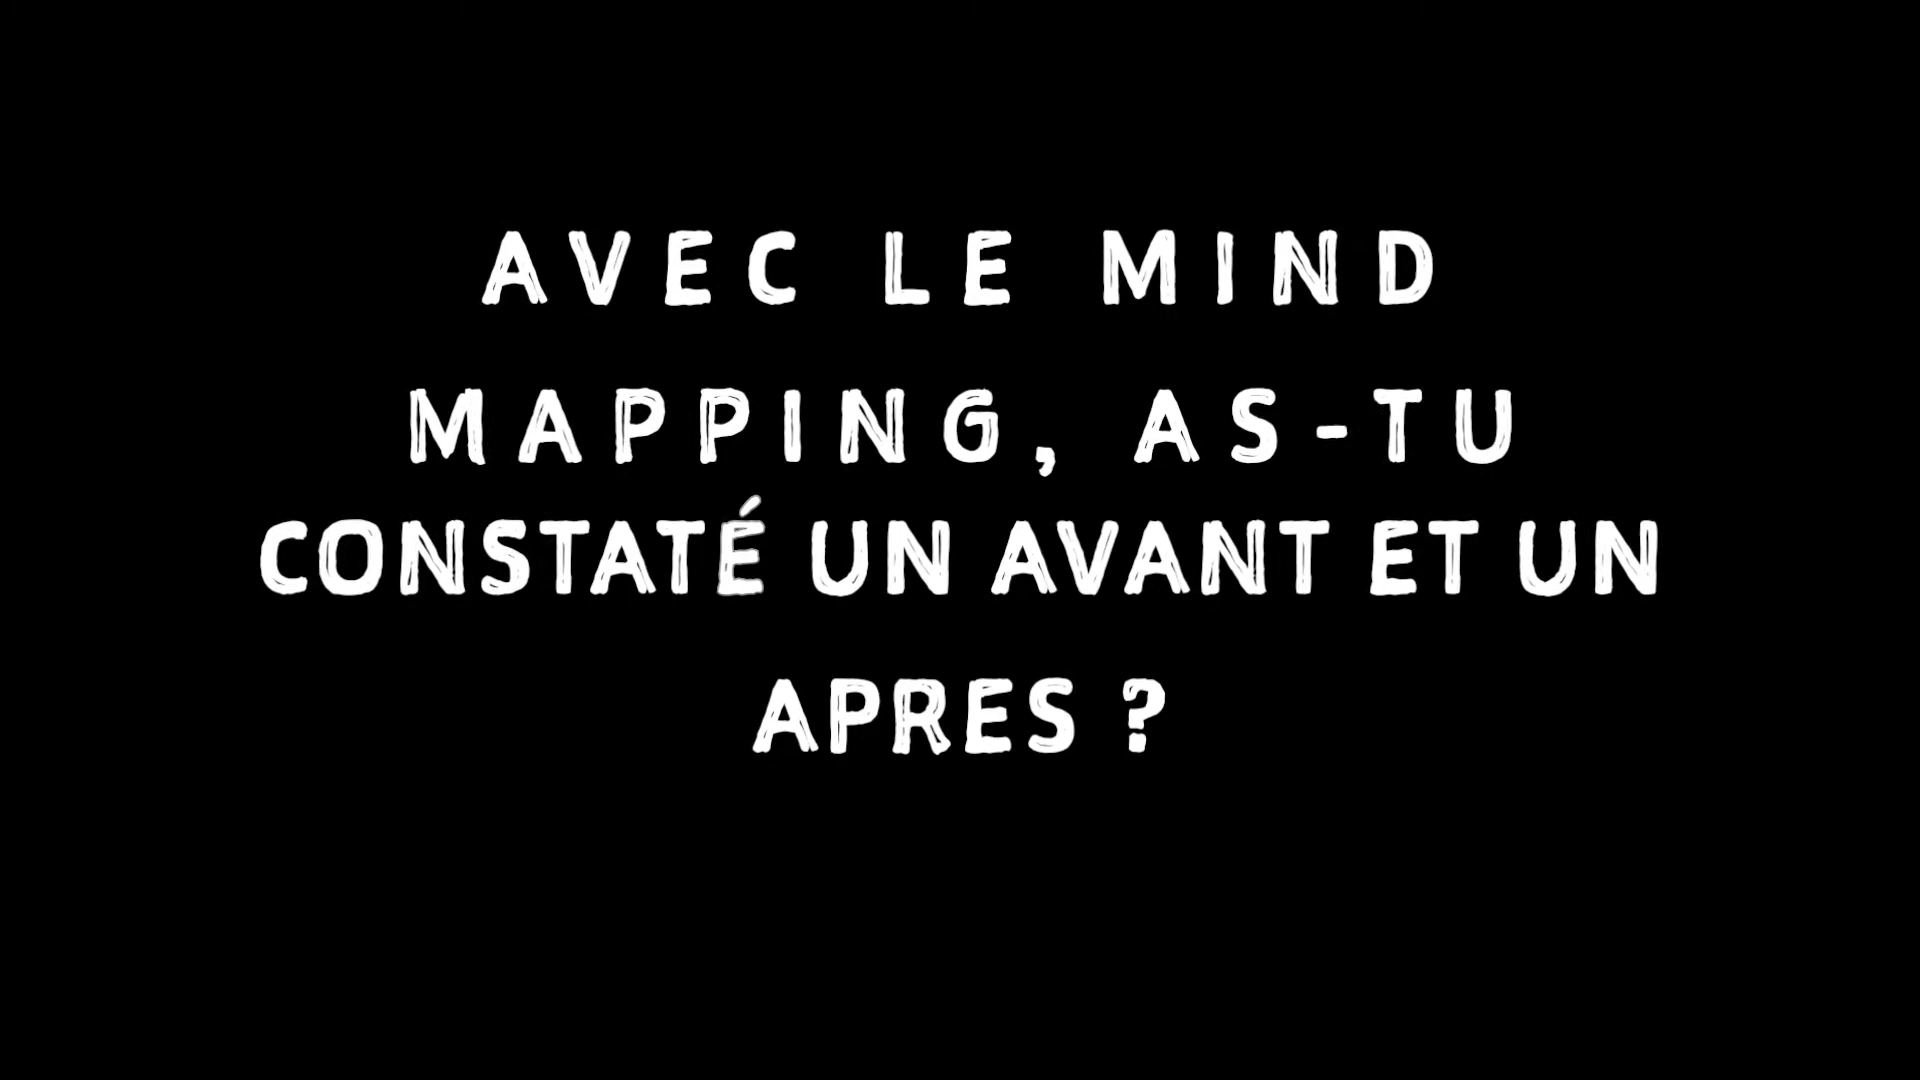 AVEC LE MIND
MAPPING, AS-TU
CONSTATÉ UN AVANT ET UN
APRES ?